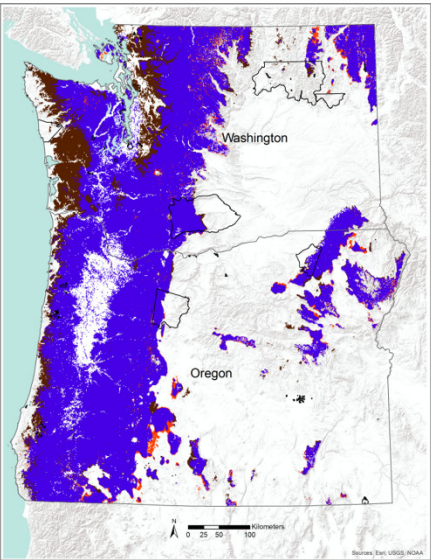 Washington
Oregon
N
Kilometers
0 25 50 100
Sources: Esri, USGS, NOAA